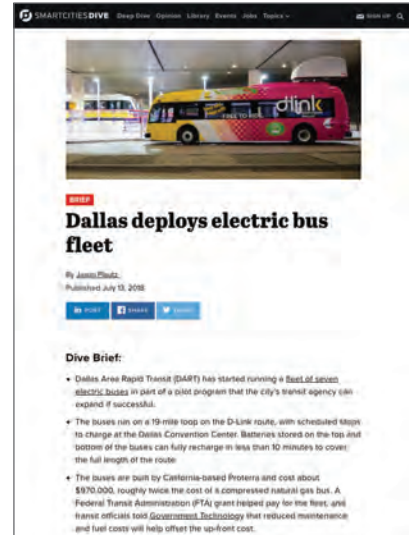 SMARTCITIESDIVE Deep Dive Opinion Library Events Jobs Topics SIGN UP
d-link
FREE TO RIDE
BRIEF
Dallas deploys electric bus
fleet
By Jason Plautz
Published July 13, 2018
in POST SHARE
Dive Brief:
• Dallas Area Rapid Transit (DART) has started running a fleet of seven
electric buses in part of a pilot program that the city's transit agency can
expand if successful.
• The buses run on a 19-mile loop on the D-Link route, with scheduled stops
to charge at the Dallas Convention Center. Batteries stored on the top and
bottom of the buses can fully recharge in less than 10 minutes to cover
the full length of the route.
• The buses are built by California-based Proterra and cost about
$970,000, roughly twice the cost of a compressed natural gas bus. A
Federal Transit Administration (FTA) grant helped pay for the fleet, and
transit officials told Government Technology that reduced maintenance
and fuel costs will help offset the up-front cost.